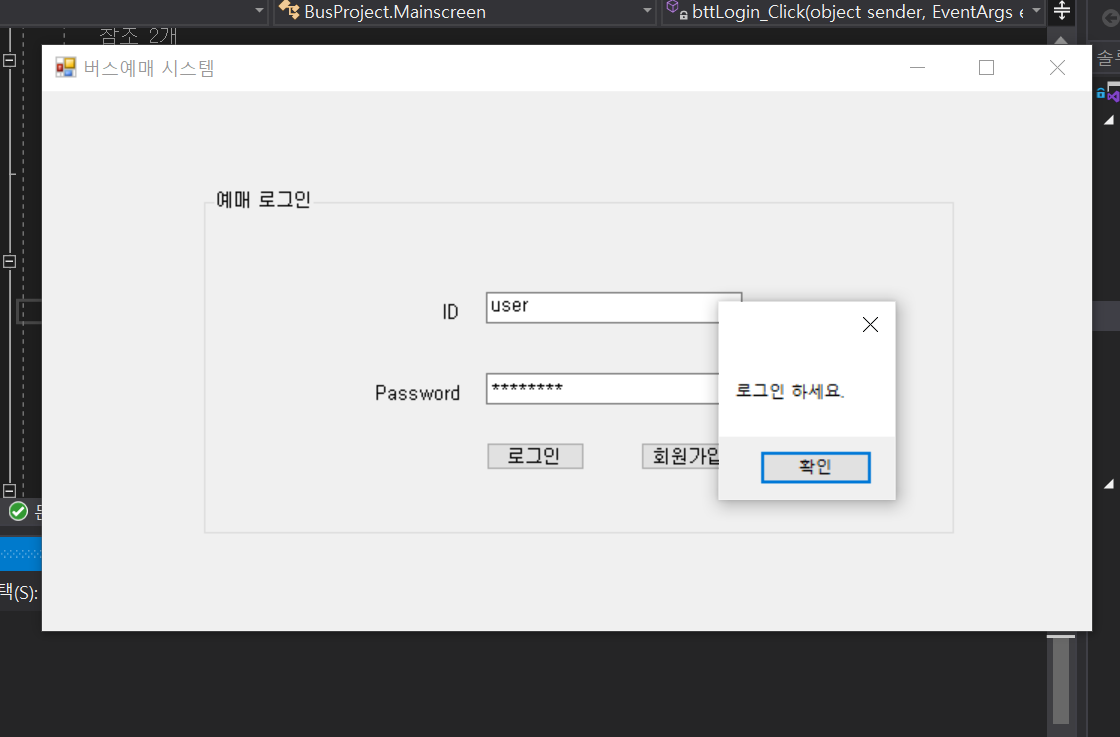 BusProject.Mainscreen
bttLogin_Click(object sender, EventArgs e
참조 2개
버스예매 시스템
예매 로그인
ID
user
Password
********
로그인 하세요.
로그인
회원가입
확인
택(S):